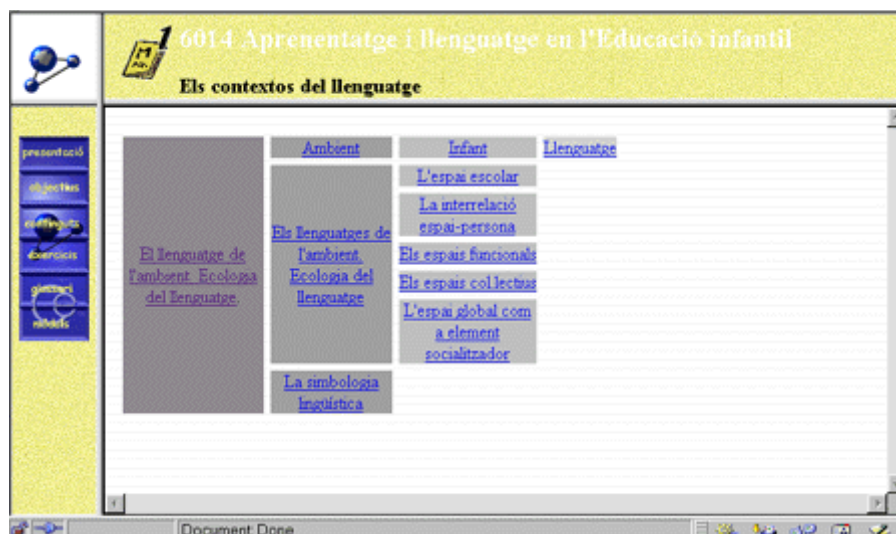 6014 Aprenentatge i llenguatge en l'Educació infantil
Els contextos del llenguatge
presentació
objectius
continguts
exercicis
glossari
mòduls
Ambient
Infant
Llenguatge
El llenguatge de
l'ambient. Ecologia
del llenguatge.
Els llenguatges de
l'ambient.
Ecologia del
llenguatge
La simbologia
lingüística
L'espai escolar
La interrelació
espai-persona
Els espais funcionals
Els espais col.lectius
L'espai global com
a element
socialitzador
Document: Done